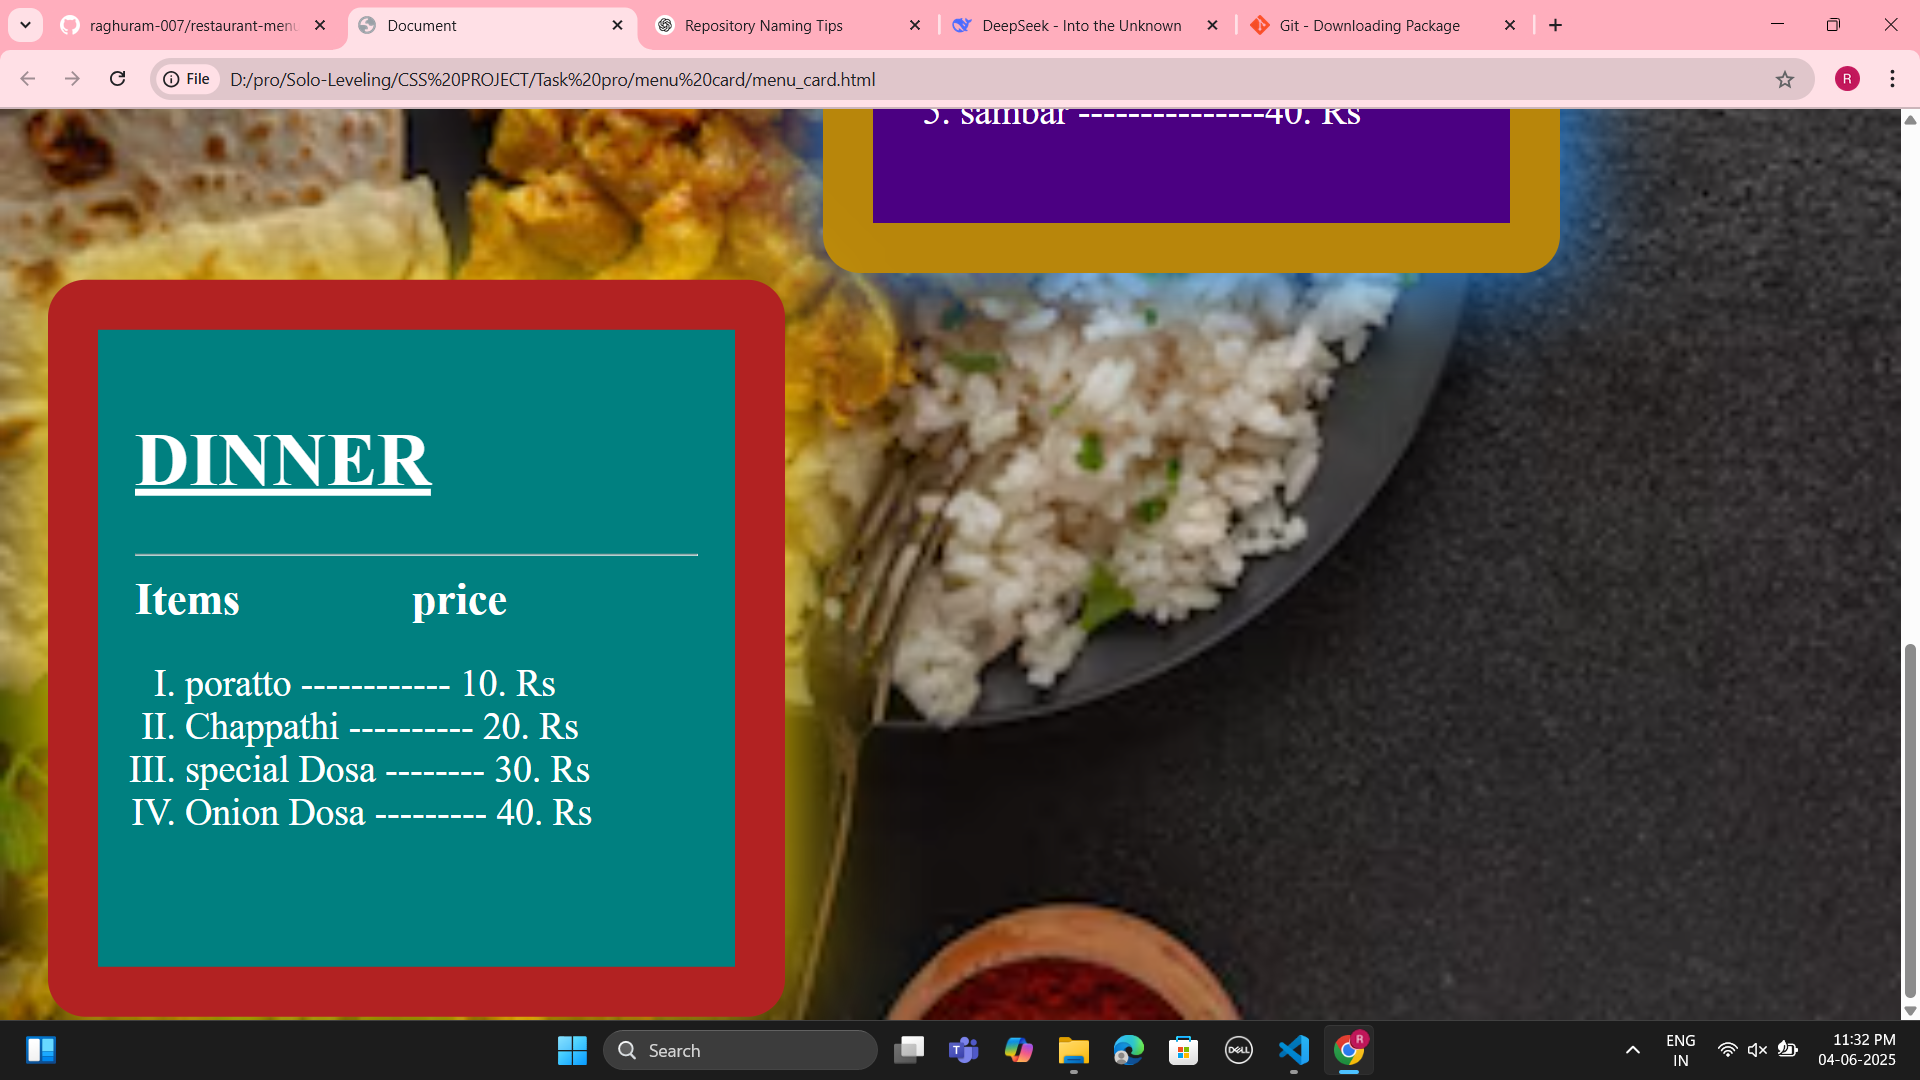 raghuram-007/restaurant-menu
Document
Repository Naming Tips
DeepSeek - Into the Unknown
Git - Downloading Package
File
D:/pro/Solo-Leveling/CSS%20PROJECT/Task%20pro/menu%20card/menu_card.html
R
sambar ---------------40. Rs
DINNER
Items price
I. poratto ------------ 10. Rs
II. Chappathi ---------- 20. Rs
III. special Dosa -------- 30. Rs
IV. Onion Dosa --------- 40. Rs
Search
T
DELL
R
ENG
IN
11:32 PM
04-06-2025